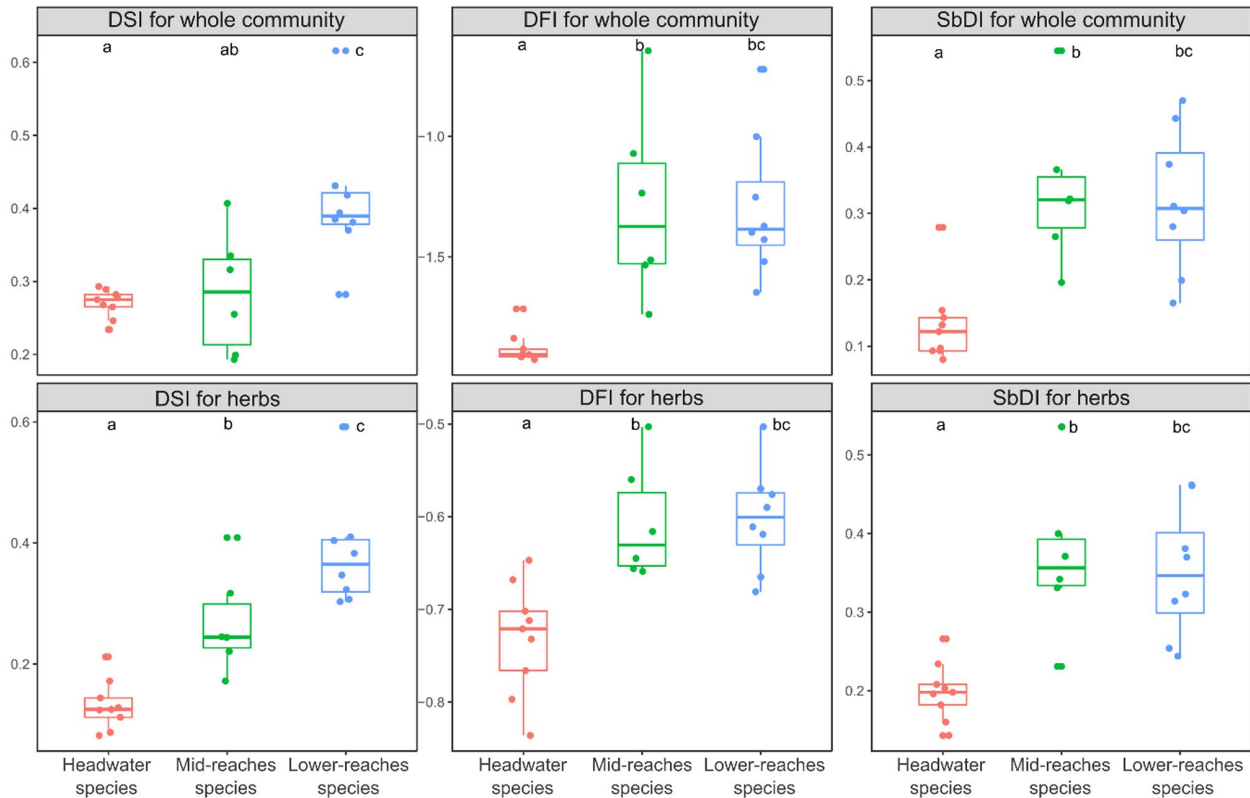 DSI for whole community
DFI for whole community
SbDI for whole community
a
ab
c
a
b
bc
a
b
bc
0.6
0.5
0.4
0.3
0.2
−1.0
−1.5
0.5
0.4
0.3
0.2
0.1
DSI for herbs
DFI for herbs
SbDI for herbs
a
b
c
a
b
bc
a
b
bc
0.6
0.4
0.2
−0.5
−0.6
−0.7
−0.8
0.5
0.4
0.3
0.2
Headwater
species
Mid-reaches
species
Lower-reaches
species
Headwater
species
Mid-reaches
species
Lower-reaches
species
Headwater
species
Mid-reaches
species
Lower-reaches
species